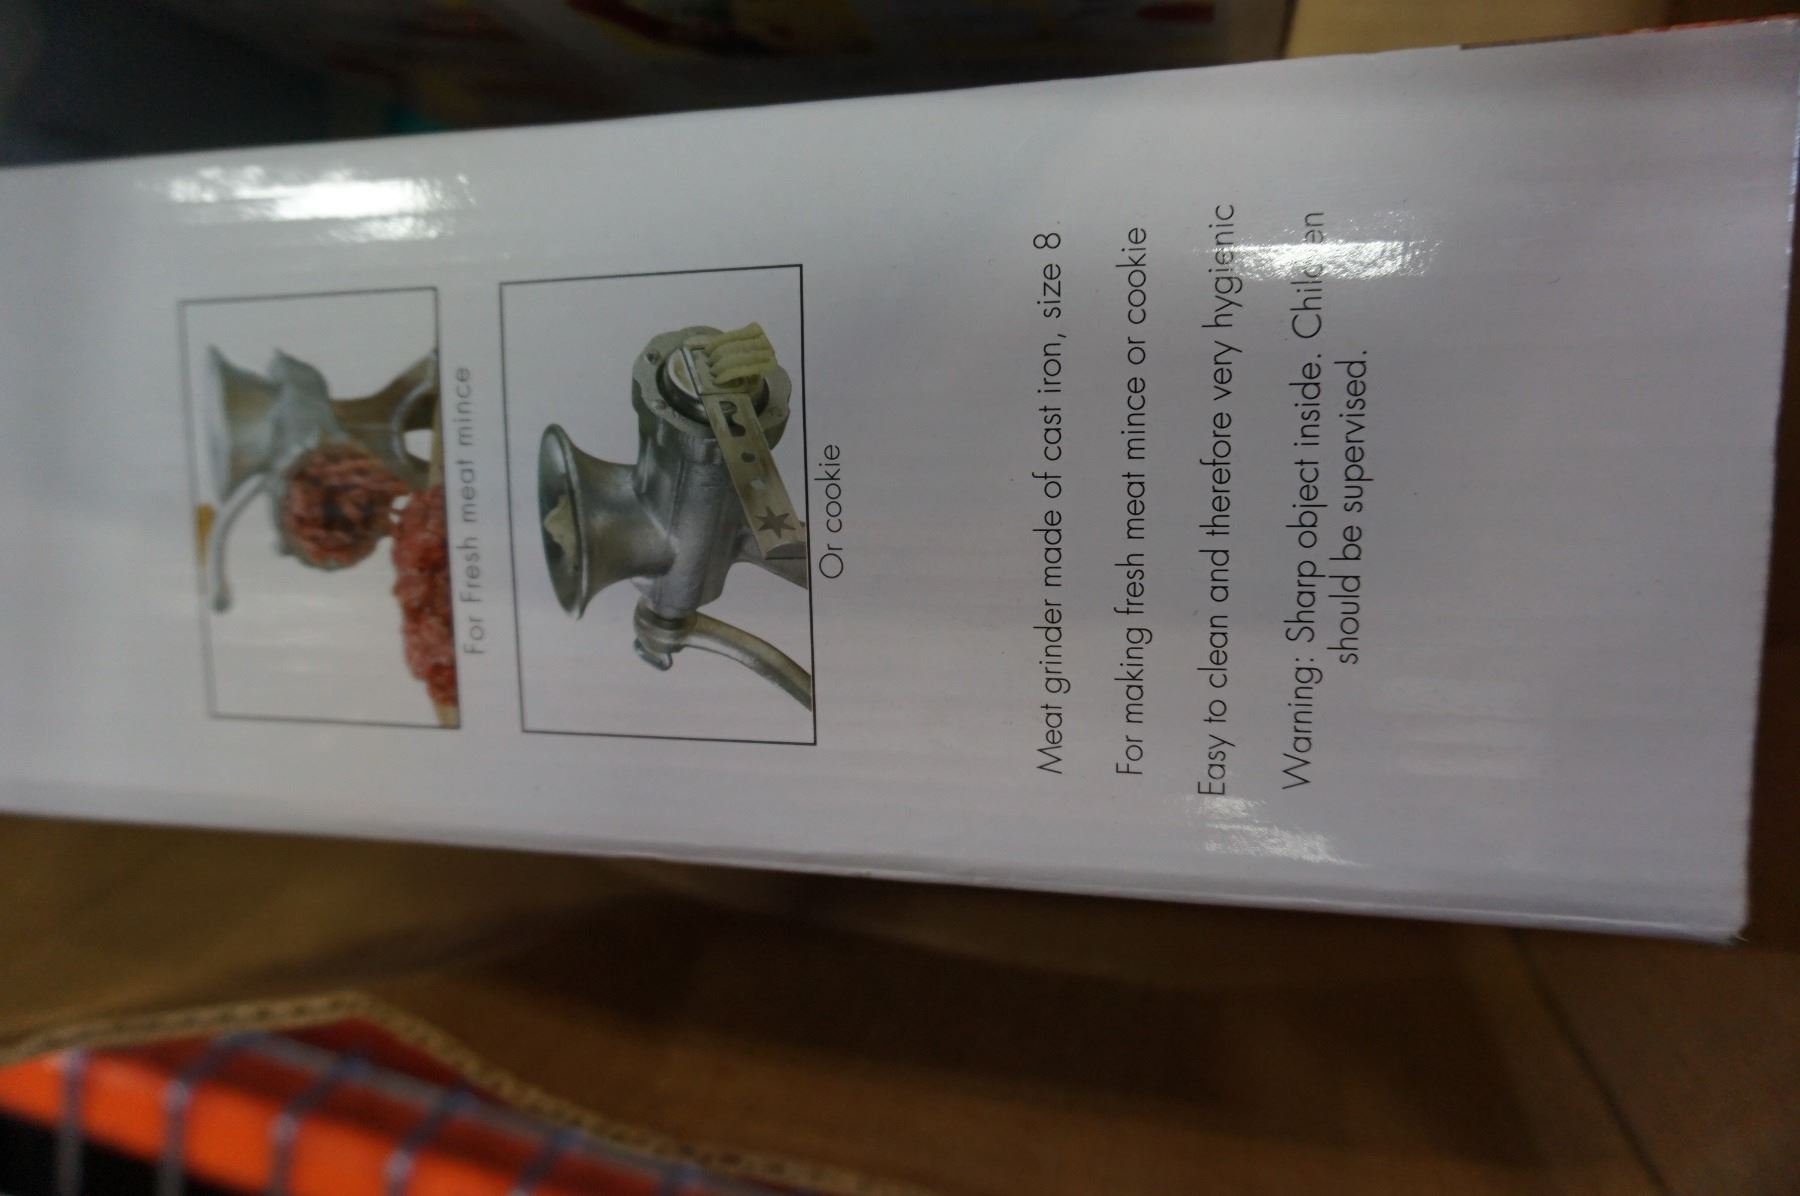 For Fresh meat mince
Or cookie
Meat grinder made of cast iron, size 8.
For making fresh meat mince or cookie
Easy to clean and therefore very hygienic
Warning: Sharp object inside. Children
should be supervised.